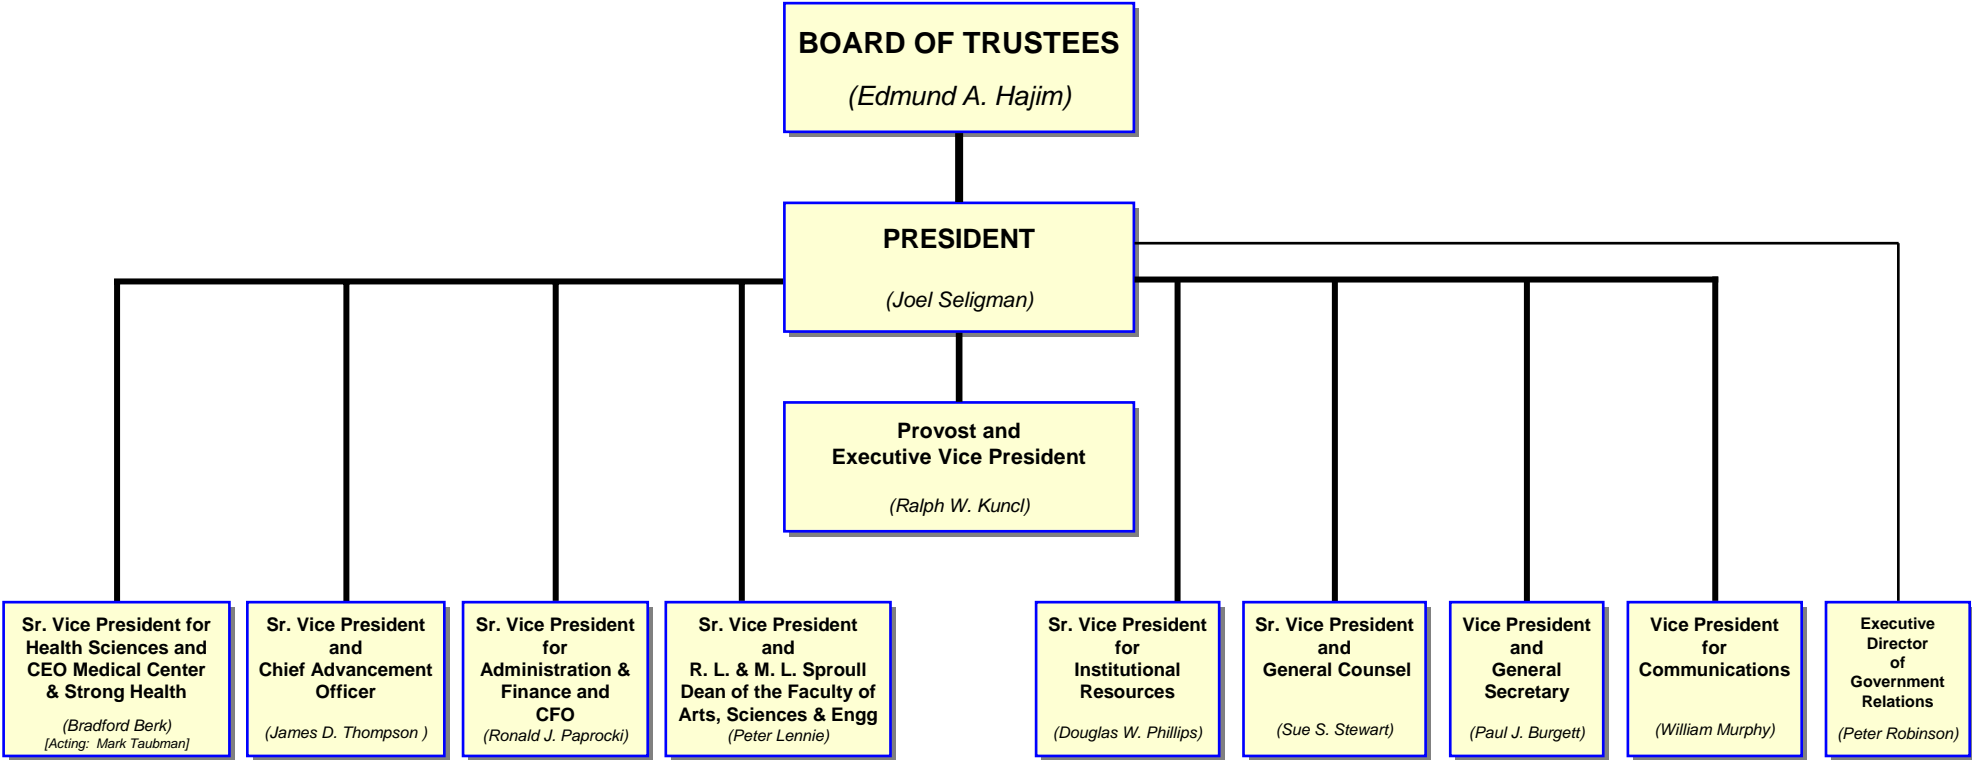 BOARD OF TRUSTEES
(Edmund A. Hajim)
PRESIDENT
(Joel Seligman)
Provost and
Executive Vice President
(Ralph W. Kuncl)
Sr. Vice President for
Health Sciences and
CEO Medical Center
& Strong Health
(Bradford Berk)
[Acting: Mark Taubman]
Sr. Vice President
and
Chief Advancement
Officer
(James D. Thompson )
Sr. Vice President
for
Administration &
Finance and
CFO
(Ronald J. Paprocki)
Sr. Vice President
and
R. L. & M. L. Sproull
Dean of the Faculty of
Arts, Sciences & Engg
(Peter Lennie)
Sr. Vice President
for
Institutional
Resources
(Douglas W. Phillips)
Sr. Vice President
and
General Counsel
(Sue S. Stewart)
Vice President
and
General
Secretary
(Paul J. Burgett)
Vice President
for
Communications
(William Murphy)
Executive
Director
of
Government
Relations
(Peter Robinson)